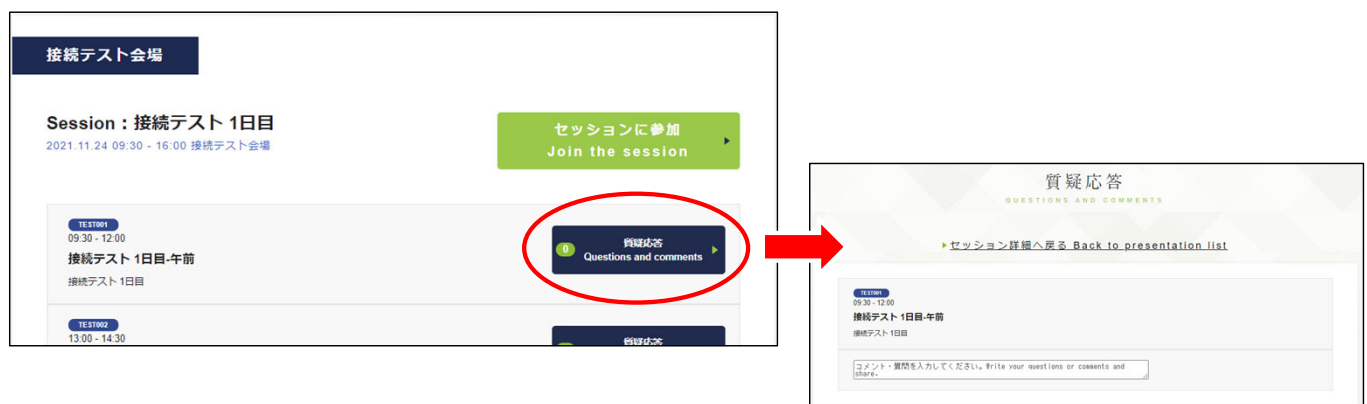 接続テスト会場
Session：接続テスト 1日目
2021.11.24 09:30 - 16:00 接続テスト会場
セッションに参加
Join the session
TEST001
09:30 - 12:00
接続テスト 1日目-午前
接続テスト 1日目
0
質疑応答
Questions and comments
TEST002
13:00 - 14:30
質疑応答
質疑応答
QUESTIONS AND COMMENTS
セッション詳細へ戻る Back to presentation list
TEST001
09:30 - 12:00
接続テスト 1日目-午前
接続テスト 1日目
コメント・質問を入力してください。Write your questions or comments and
share.